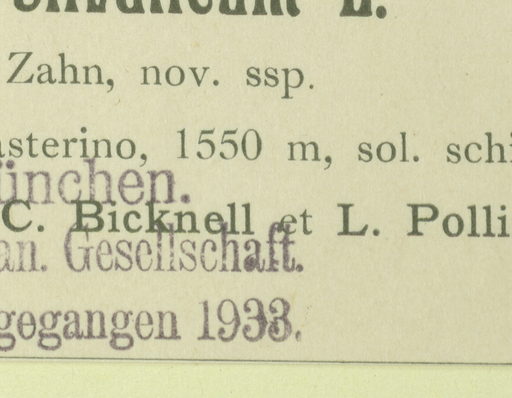 L.
Zahn, nov. ssp.
asterino, 1550 m, sol. schi
ünchen.
C. Bicknell et L. Polli
an. Gesellschaft.
gegangen 1933.